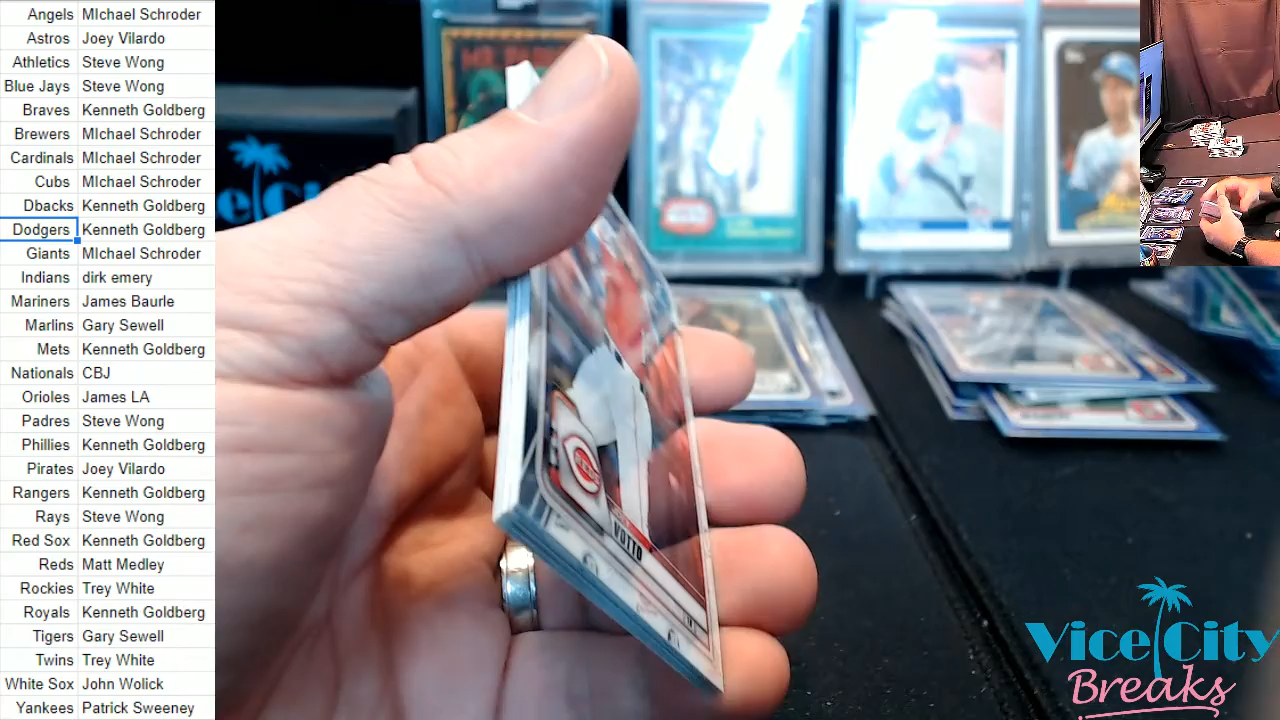 Angels MIchael Schroder
Astros Joey Vilardo
Athletics Steve Wong
Blue Jays Steve Wong
Braves Kenneth Goldberg
Brewers MIchael Schroder
Cardinals MIchael Schroder
Cubs MIchael Schroder
Dbacks Kenneth Goldberg
Dodgers Kenneth Goldberg
Giants MIchael Schroder
Indians dirk emery
Mariners James Baurle
Marlins Gary Sewell
Mets Kenneth Goldberg
Nationals CBJ
Orioles James LA
Padres Steve Wong
Phillies Kenneth Goldberg
Pirates Joey Vilardo
Rangers Kenneth Goldberg
Rays Steve Wong
Red Sox Kenneth Goldberg
Reds Matt Medley
Rockies Trey White
Royals Kenneth Goldberg
Tigers Gary Sewell
Twins Trey White
White Sox John Wolick
Yankees Patrick Sweeney
VOTTO
Vice City
Breaks